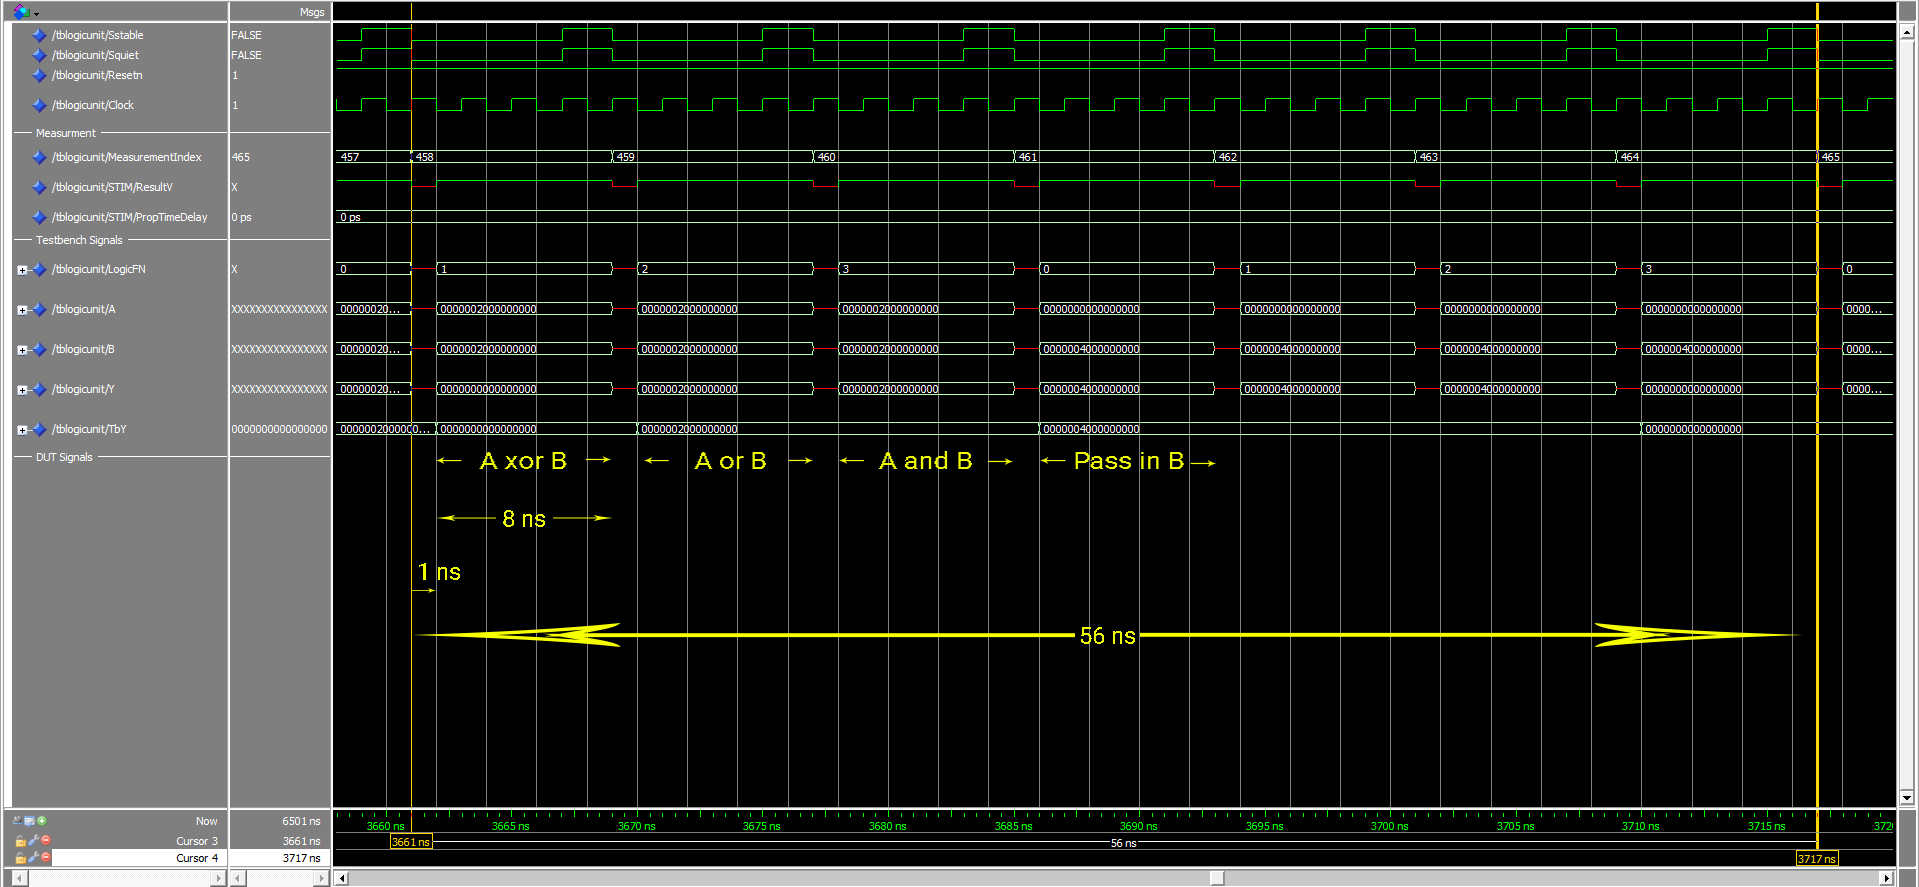 Msgs
/tblogicunit/Sstable FALSE
/tblogicunit/Squiet FALSE
/tblogicunit/Resetn 1
/tblogicunit/Clock 1
Measurment
/tblogicunit/MeasurementIndex 465 457 458 459 460 461 462 463 464 465
/tblogicunit/STIM/ResultV X
/tblogicunit/STIM/PropTimeDelay 0 ps 0 ps
Testbench Signals
/tblogicunit/LogicFN X 0 1 2 3 0 1 2 3 0
/tblogicunit/A XXXXXXXXXXXXXXXX 00000020... 0000002000000000 0000002000000000 0000002000000000 0000000000000000 0000000000000000 0000000000000000 0000000000000000 0000...
/tblogicunit/B XXXXXXXXXXXXXXXX 00000020... 0000002000000000 0000002000000000 0000002000000000 0000004000000000 0000004000000000 0000004000000000 0000004000000000 0000...
/tblogicunit/Y XXXXXXXXXXXXXXXX 00000020... 0000000000000000 0000002000000000 0000002000000000 0000004000000000 0000004000000000 0000004000000000 0000000000000000 0000...
/tblogicunit/TbY 0000000000000000 000000200000 0... 0000000000000000 0000002000000000 0000004000000000 0000000000000000
DUT Signals
A xor B A or B A and B Pass in B
8 ns
1 ns
56 ns
Now 6501 ns 3660 ns 3665 ns 3670 ns 3675 ns 3680 ns 3685 ns 3690 ns 3695 ns 3700 ns 3705 ns 3710 ns 3715 ns 3720
Cursor 3 3661 ns 3661 ns 56 ns
Cursor 4 3717 ns 3717 ns